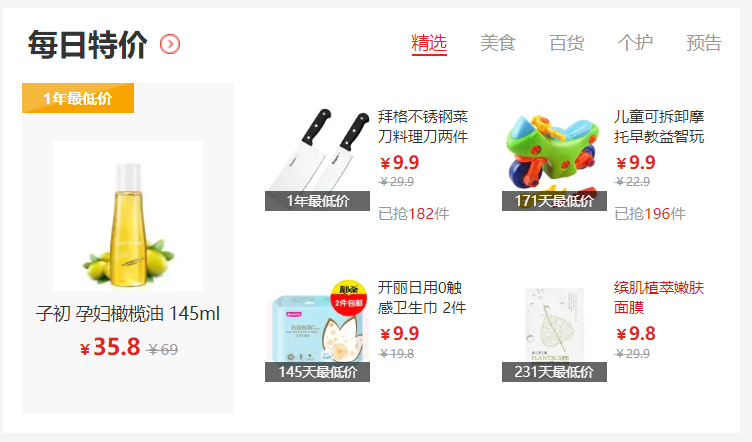 每日特价
精选 美食 百货 个护 预告
1年最低价
子初 孕妇橄榄油 145ml
¥35.8 ¥69
1年最低价
拜格不锈钢菜
刀料理刀两件
¥9.9
¥29.9
已抢182件
171天最低价
儿童可拆卸摩
托早教益智玩
¥9.9
¥22.9
已抢196件
2件包邮
145天最低价
开丽日用0触
感卫生巾 2件
¥9.9
¥19.8
231天最低价
缤肌植萃嫩肤
面膜
¥9.8
¥29.9